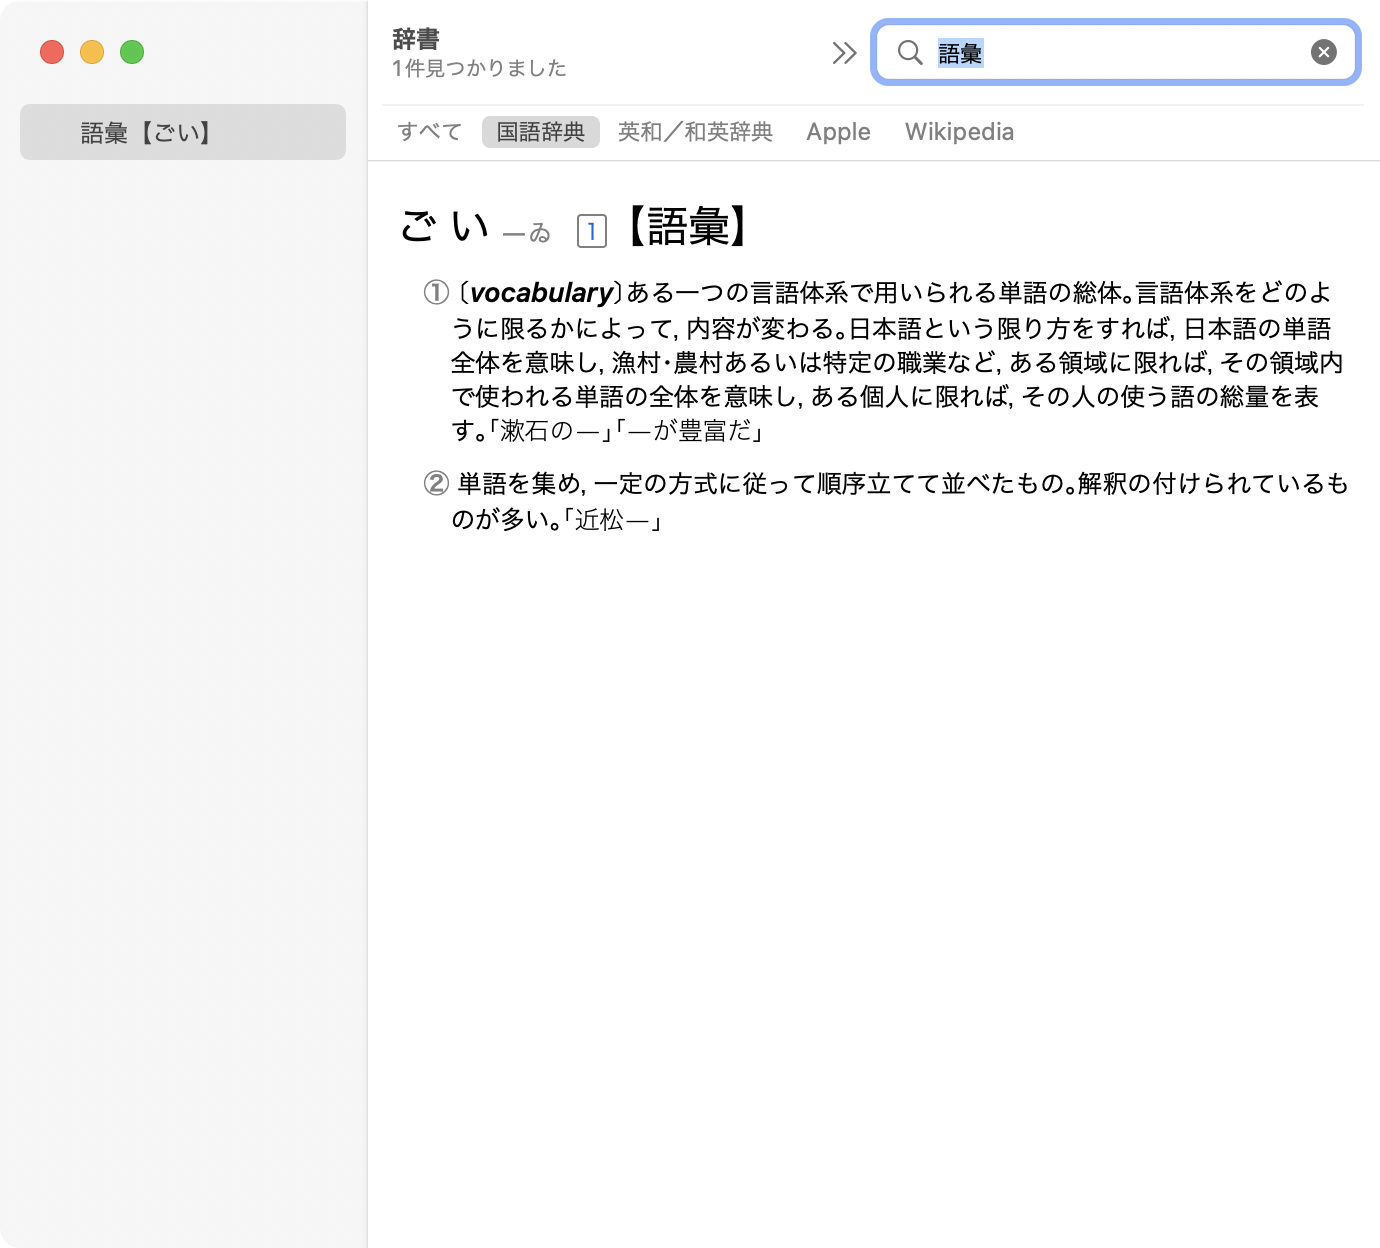 辞書
1件見つかりました
語彙
語彙【ごい】
すべて 国語辞典 英和／和英辞典 Apple Wikipedia
ごい ―ゐ 1【語彙】
① 〔vocabulary〕ある一つの言語体系で用いられる単語の総体。言語体系をどのよ
うに限るかによって, 内容が変わる。日本語という限り方をすれば, 日本語の単語
全体を意味し, 漁村・農村あるいは特定の職業など, ある領域に限れば, その領域内
で使われる単語の全体を意味し, ある個人に限れば, その人の使う語の総量を表
す。「漱石の―」「―が豊富だ」
② 単語を集め, 一定の方式に従って順序立てて並べたもの。解釈の付けられているも
のが多い。「近松―」